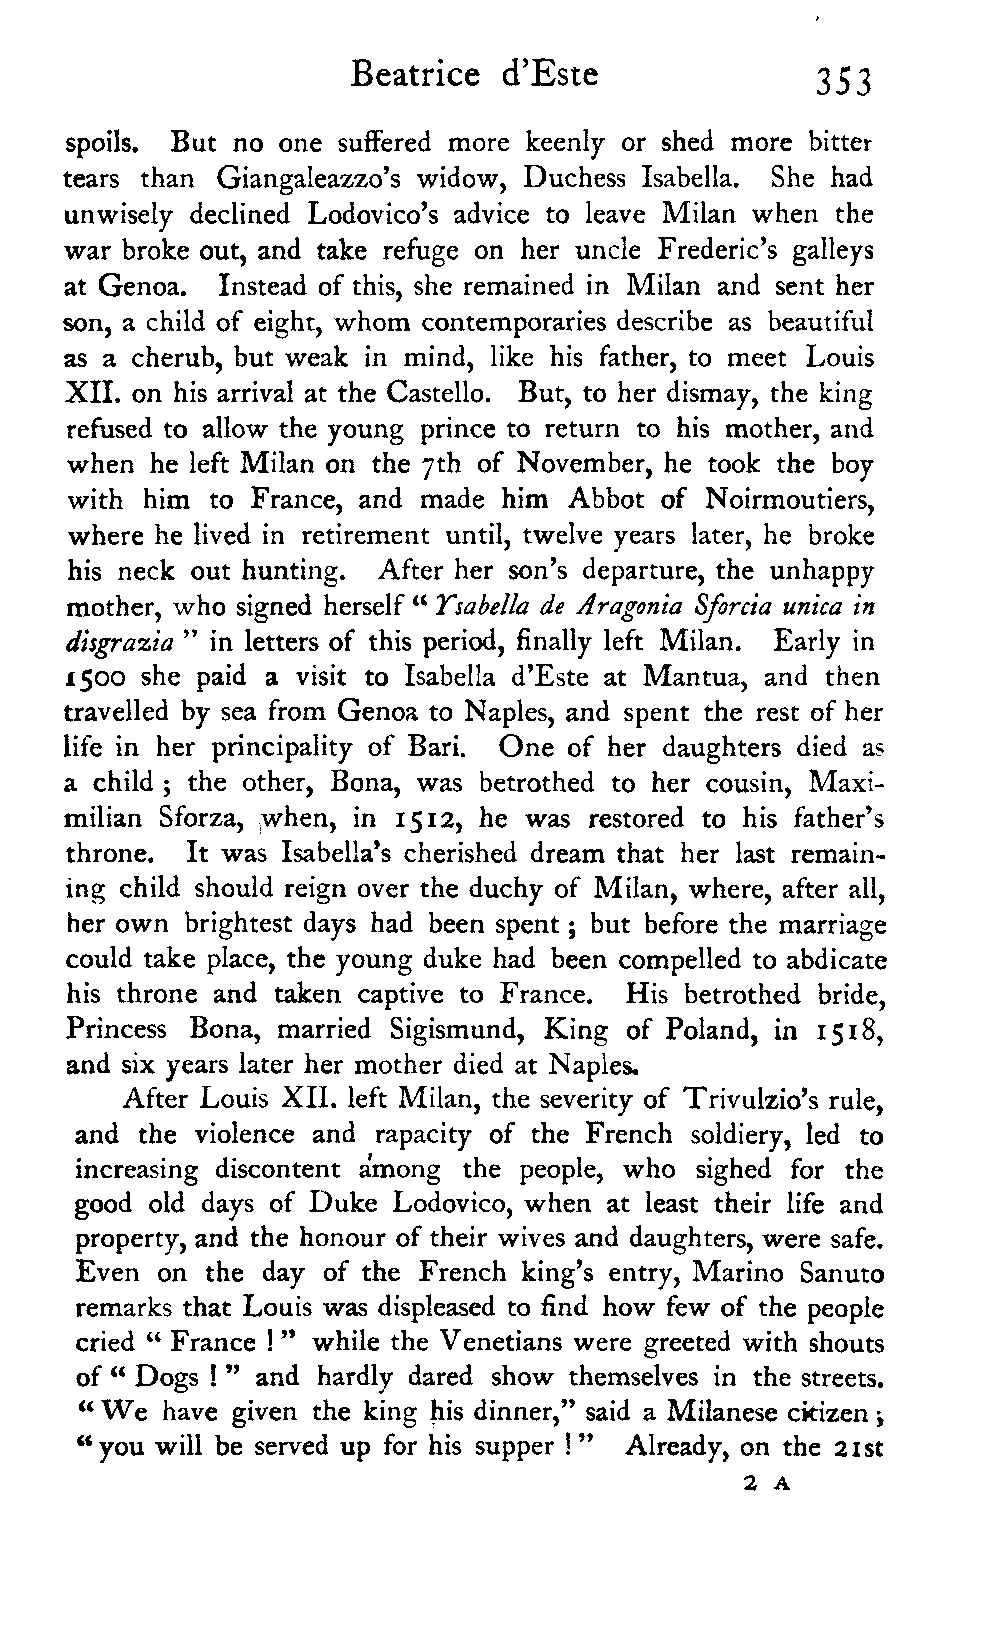 Beatrice d'Este 353
spoils. But no one suffered more keenly or shed more bitter
tears than Giangaleazzo's widow, Duchess Isabella. She had
unwisely declined Lodovico's advice to leave Milan when the
war broke out, and take refuge on her uncle Frederic's galleys
at Genoa. Instead of this, she remained in Milan and sent her
son, a child of eight, whom contemporaries describe as beautiful
as a cherub, but weak in mind, like his father, to meet Louis
XII. on his arrival at the Castello. But, to her dismay, the king
refused to allow the young prince to return to his mother, and
when he left Milan on the 7th of November, he took the boy
with him to France, and made him Abbot of Noirmoutiers,
where he lived in retirement until, twelve years later, he broke
his neck out hunting. After her son's departure, the unhappy
mother, who signed herself “ Ysabella de Aragonia Sforcia unica in
disgrazia ” in letters of this period, finally left Milan. Early in
1500 she paid a visit to Isabella d'Este at Mantua, and then
travelled by sea from Genoa to Naples, and spent the rest of her
life in her principality of Bari. One of her daughters died as
a child ; the other, Bona, was betrothed to her cousin, Maxi-
milian Sforza, when, in 1512, he was restored to his father's
throne. It was Isabella's cherished dream that her last remain-
ing child should reign over the duchy of Milan, where, after all,
her own brightest days had been spent ; but before the marriage
could take place, the young duke had been compelled to abdicate
his throne and taken captive to France. His betrothed bride,
Princess Bona, married Sigismund, King of Poland, in 1518,
and six years later her mother died at Naples.
After Louis XII. left Milan, the severity of Trivulzio's rule,
and the violence and rapacity of the French soldiery, led to
increasing discontent among the people, who sighed for the
good old days of Duke Lodovico, when at least their life and
property, and the honour of their wives and daughters, were safe.
Even on the day of the French king's entry, Marino Sanuto
remarks that Louis was displeased to find how few of the people
cried “ France ! ” while the Venetians were greeted with shouts
of “ Dogs ! ” and hardly dared show themselves in the streets.
“ We have given the king his dinner,” said a Milanese citizen ;
“ you will be served up for his supper ! ” Already, on the 21st
2 A